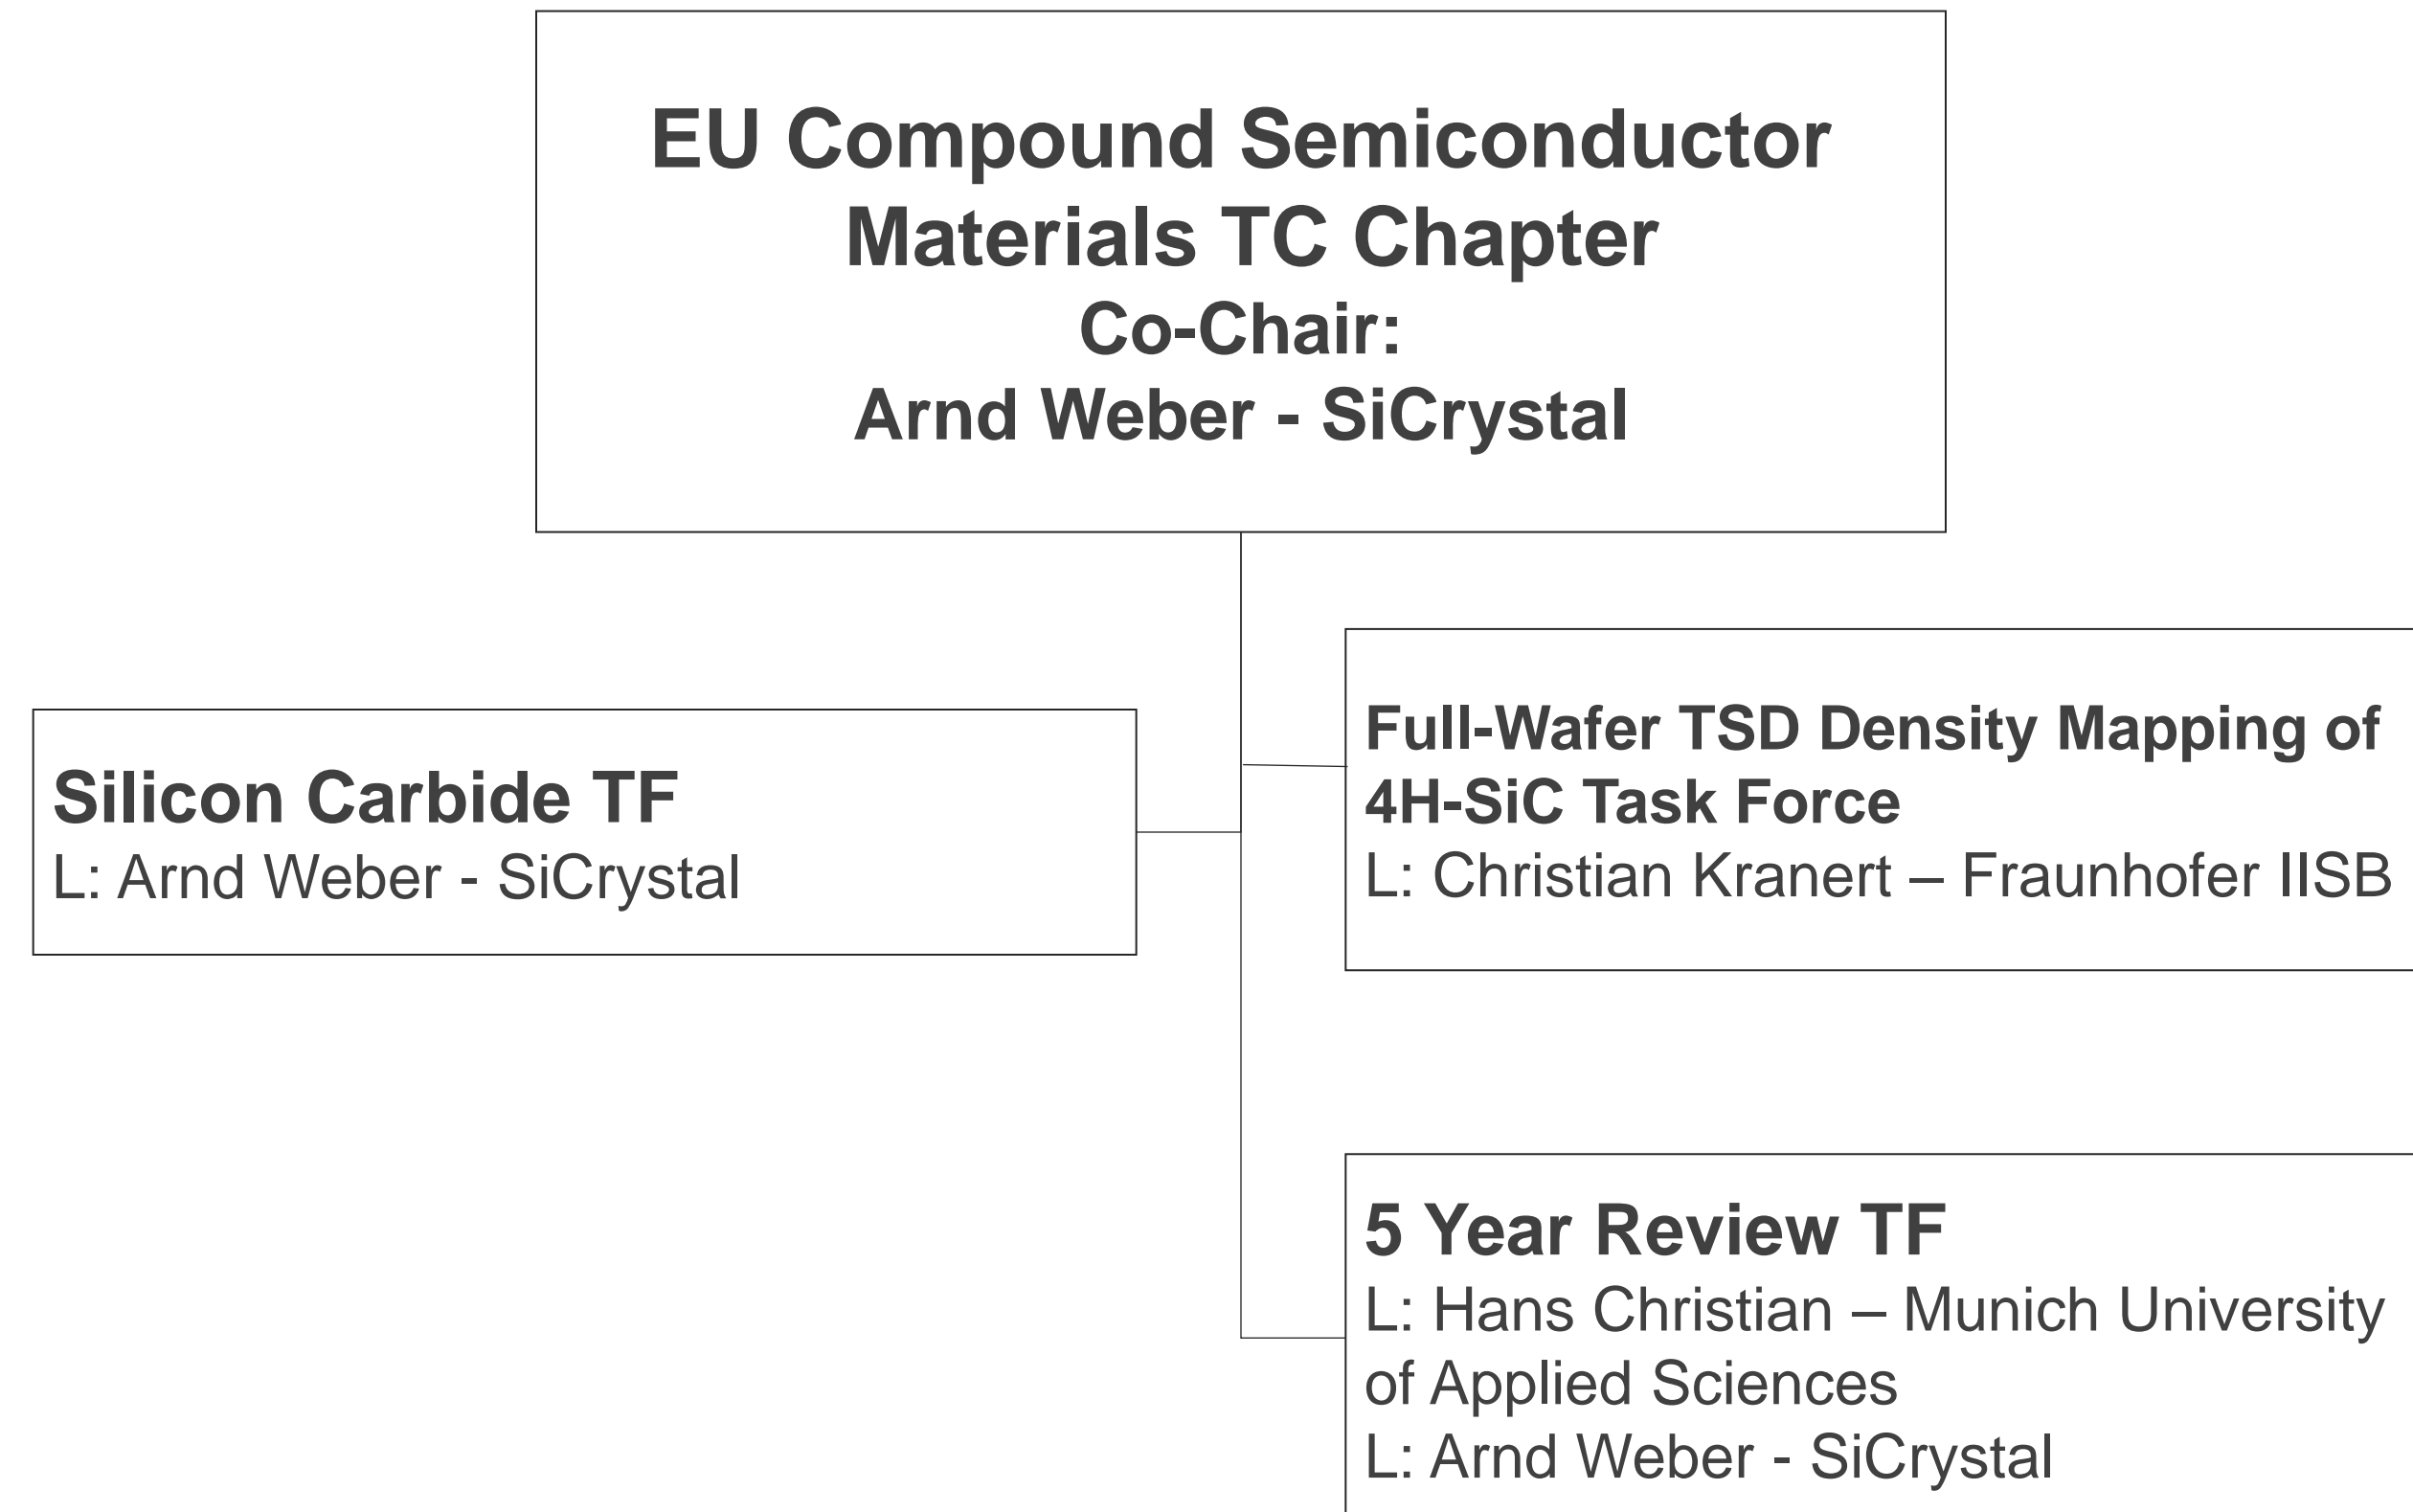 EU Compound Semiconductor
Materials TC Chapter
Co-Chair:
Arnd Weber - SiCrystal
Silicon Carbide TF
L: Arnd Weber - SiCrystal
Full-Wafer TSD Density Mapping of
4H-SiC Task Force
L: Christian Kranert – Fraunhofer IISB
5 Year Review TF
L: Hans Christian – Munich University
of Applied Sciences
L: Arnd Weber - SiCrystal